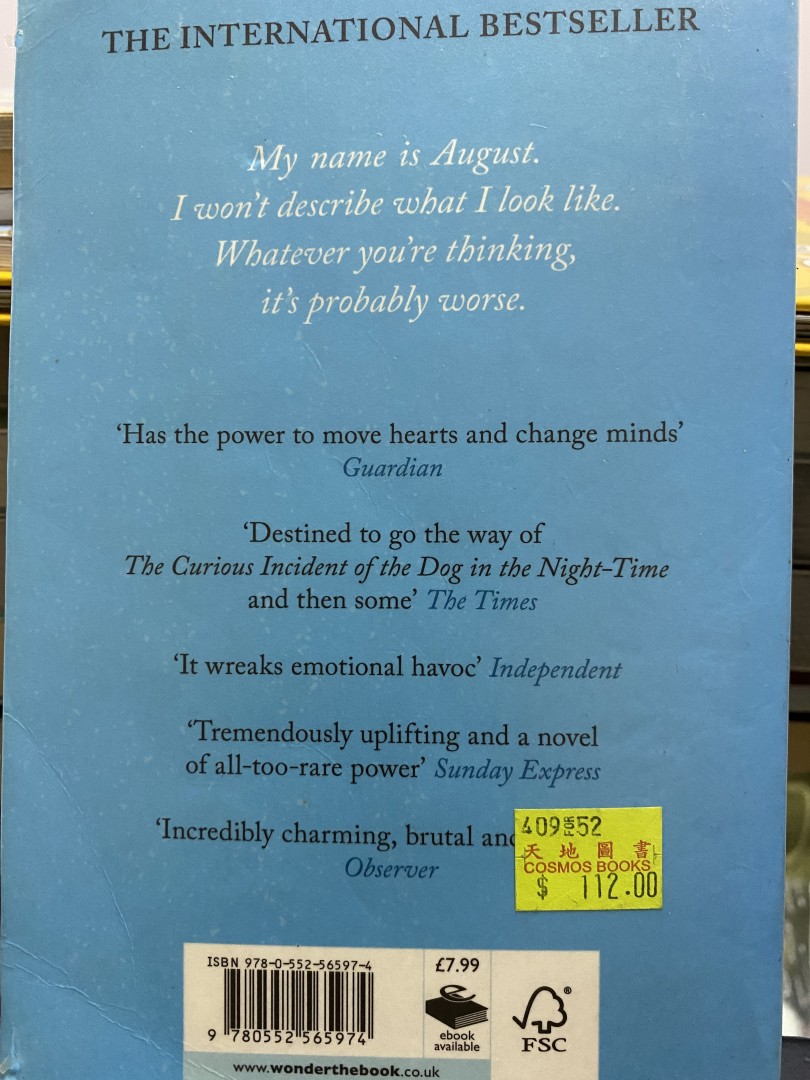 THE INTERNATIONAL BESTSELLER
My name is August.
I won't describe what I look like.
Whatever you're thinking,
it's probably worse.
'Has the power to move hearts and change minds'
Guardian
'Destined to go the way of
The Curious Incident of the Dog in the Night-Time
and then some' The Times
'It wreaks emotional havoc' Independent
'Tremendously uplifting and a novel
of all-too-rare power' Sunday Express
'Incredibly charming, brutal and
Observer
天地圖書
COSMOS BOOKS
$ 112.00
ISBN 978-0-552-56597-4
9 780552 565974
£7.99
e
ebook
available
®
FSC
www.wonderthebook.co.uk